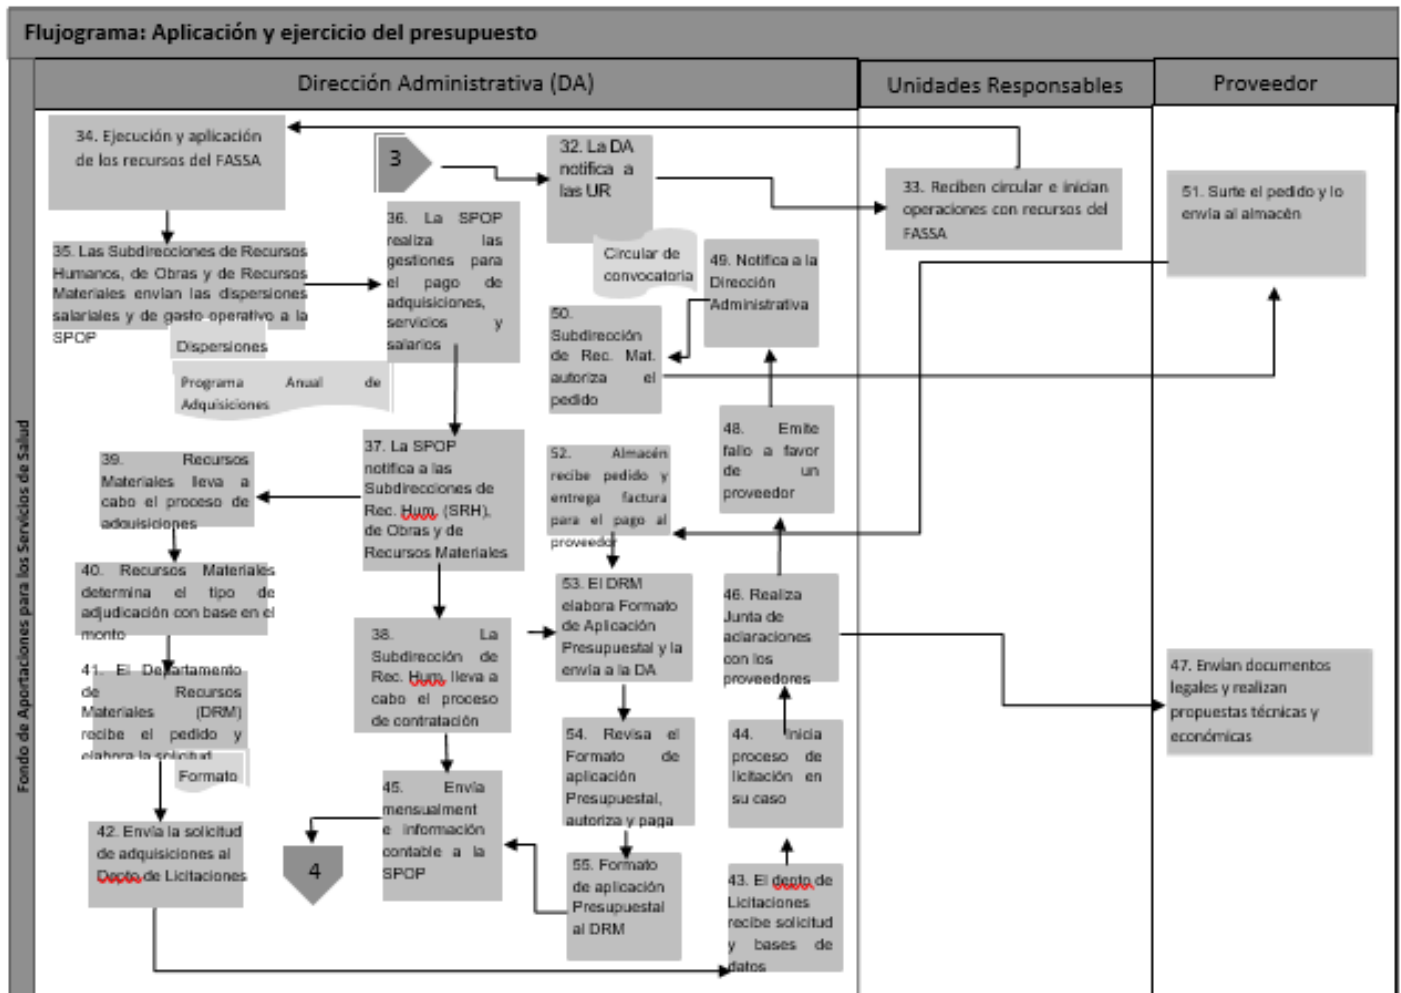 Flujograma: Aplicación y ejercicio del presupuesto
Dirección Administrativa (DA)
Unidades Responsables
Proveedor
Fondo de Aportaciones para los Servicios de Salud
34. Ejecución y aplicación
de los recursos del FASSA
3
32. La DA
notifica a
las UR
Circular de
convocatoria
33. Reciben circular e inician
operaciones con recursos del
FASSA
51. Surte el pedido y lo
envía al almacén
35. Las Subdirecciones de Recursos
Humanos, de Obras y de Recursos
Materiales envían las dispersiones
salariales y de gasto operativo a la
SPOP
Dispersiones
Programa Anual de
Adquisiciones
36. La SPOP
realiza las
gestiones para
el pago de
adquisiciones,
servicios y
salarios
49. Notifica a la
Dirección
Administrativa
50.
Subdirección
de Rec. Mat.
autoriza el
pedido
48. Emite
fallo a favor
de un
proveedor
37. La SPOP
notifica a las
Subdirecciones de
Rec. Hum. (SRH),
de Obras y de
Recursos Materiales
39. Recursos
Materiales lleva a
cabo el proceso de
adquisiciones
52. Almacén
recibe pedido y
entrega factura
para el pago al
proveedor
40. Recursos Materiales
determina el tipo de
adjudicación con base en el
monto
53. El DRM
elabora Formato
de Aplicación
Presupuestal y la
envía a la DA
46. Realiza
Junta de
aclaraciones
con los
proveedores
38. La
Subdirección de
Rec. Hum. lleva a
cabo el proceso
de contratación
41. El Departamento
de Recursos
Materiales (DRM)
recibe el pedido y
elabora la solicitud
Formato
47. Envían documentos
legales y realizan
propuestas técnicas y
económicas
54. Revisa el
Formato de
aplicación
Presupuestal,
autoriza y paga
44. Inicia
proceso de
licitación en
su caso
45. Envía
mensualment
e información
contable a la
SPOP
4
42. Envía la solicitud
de adquisiciones al
Depto de Licitaciones
55. Formato
de aplicación
Presupuestal
al DRM
43. El depto de
Licitaciones
recibe solicitud
y bases de
datos